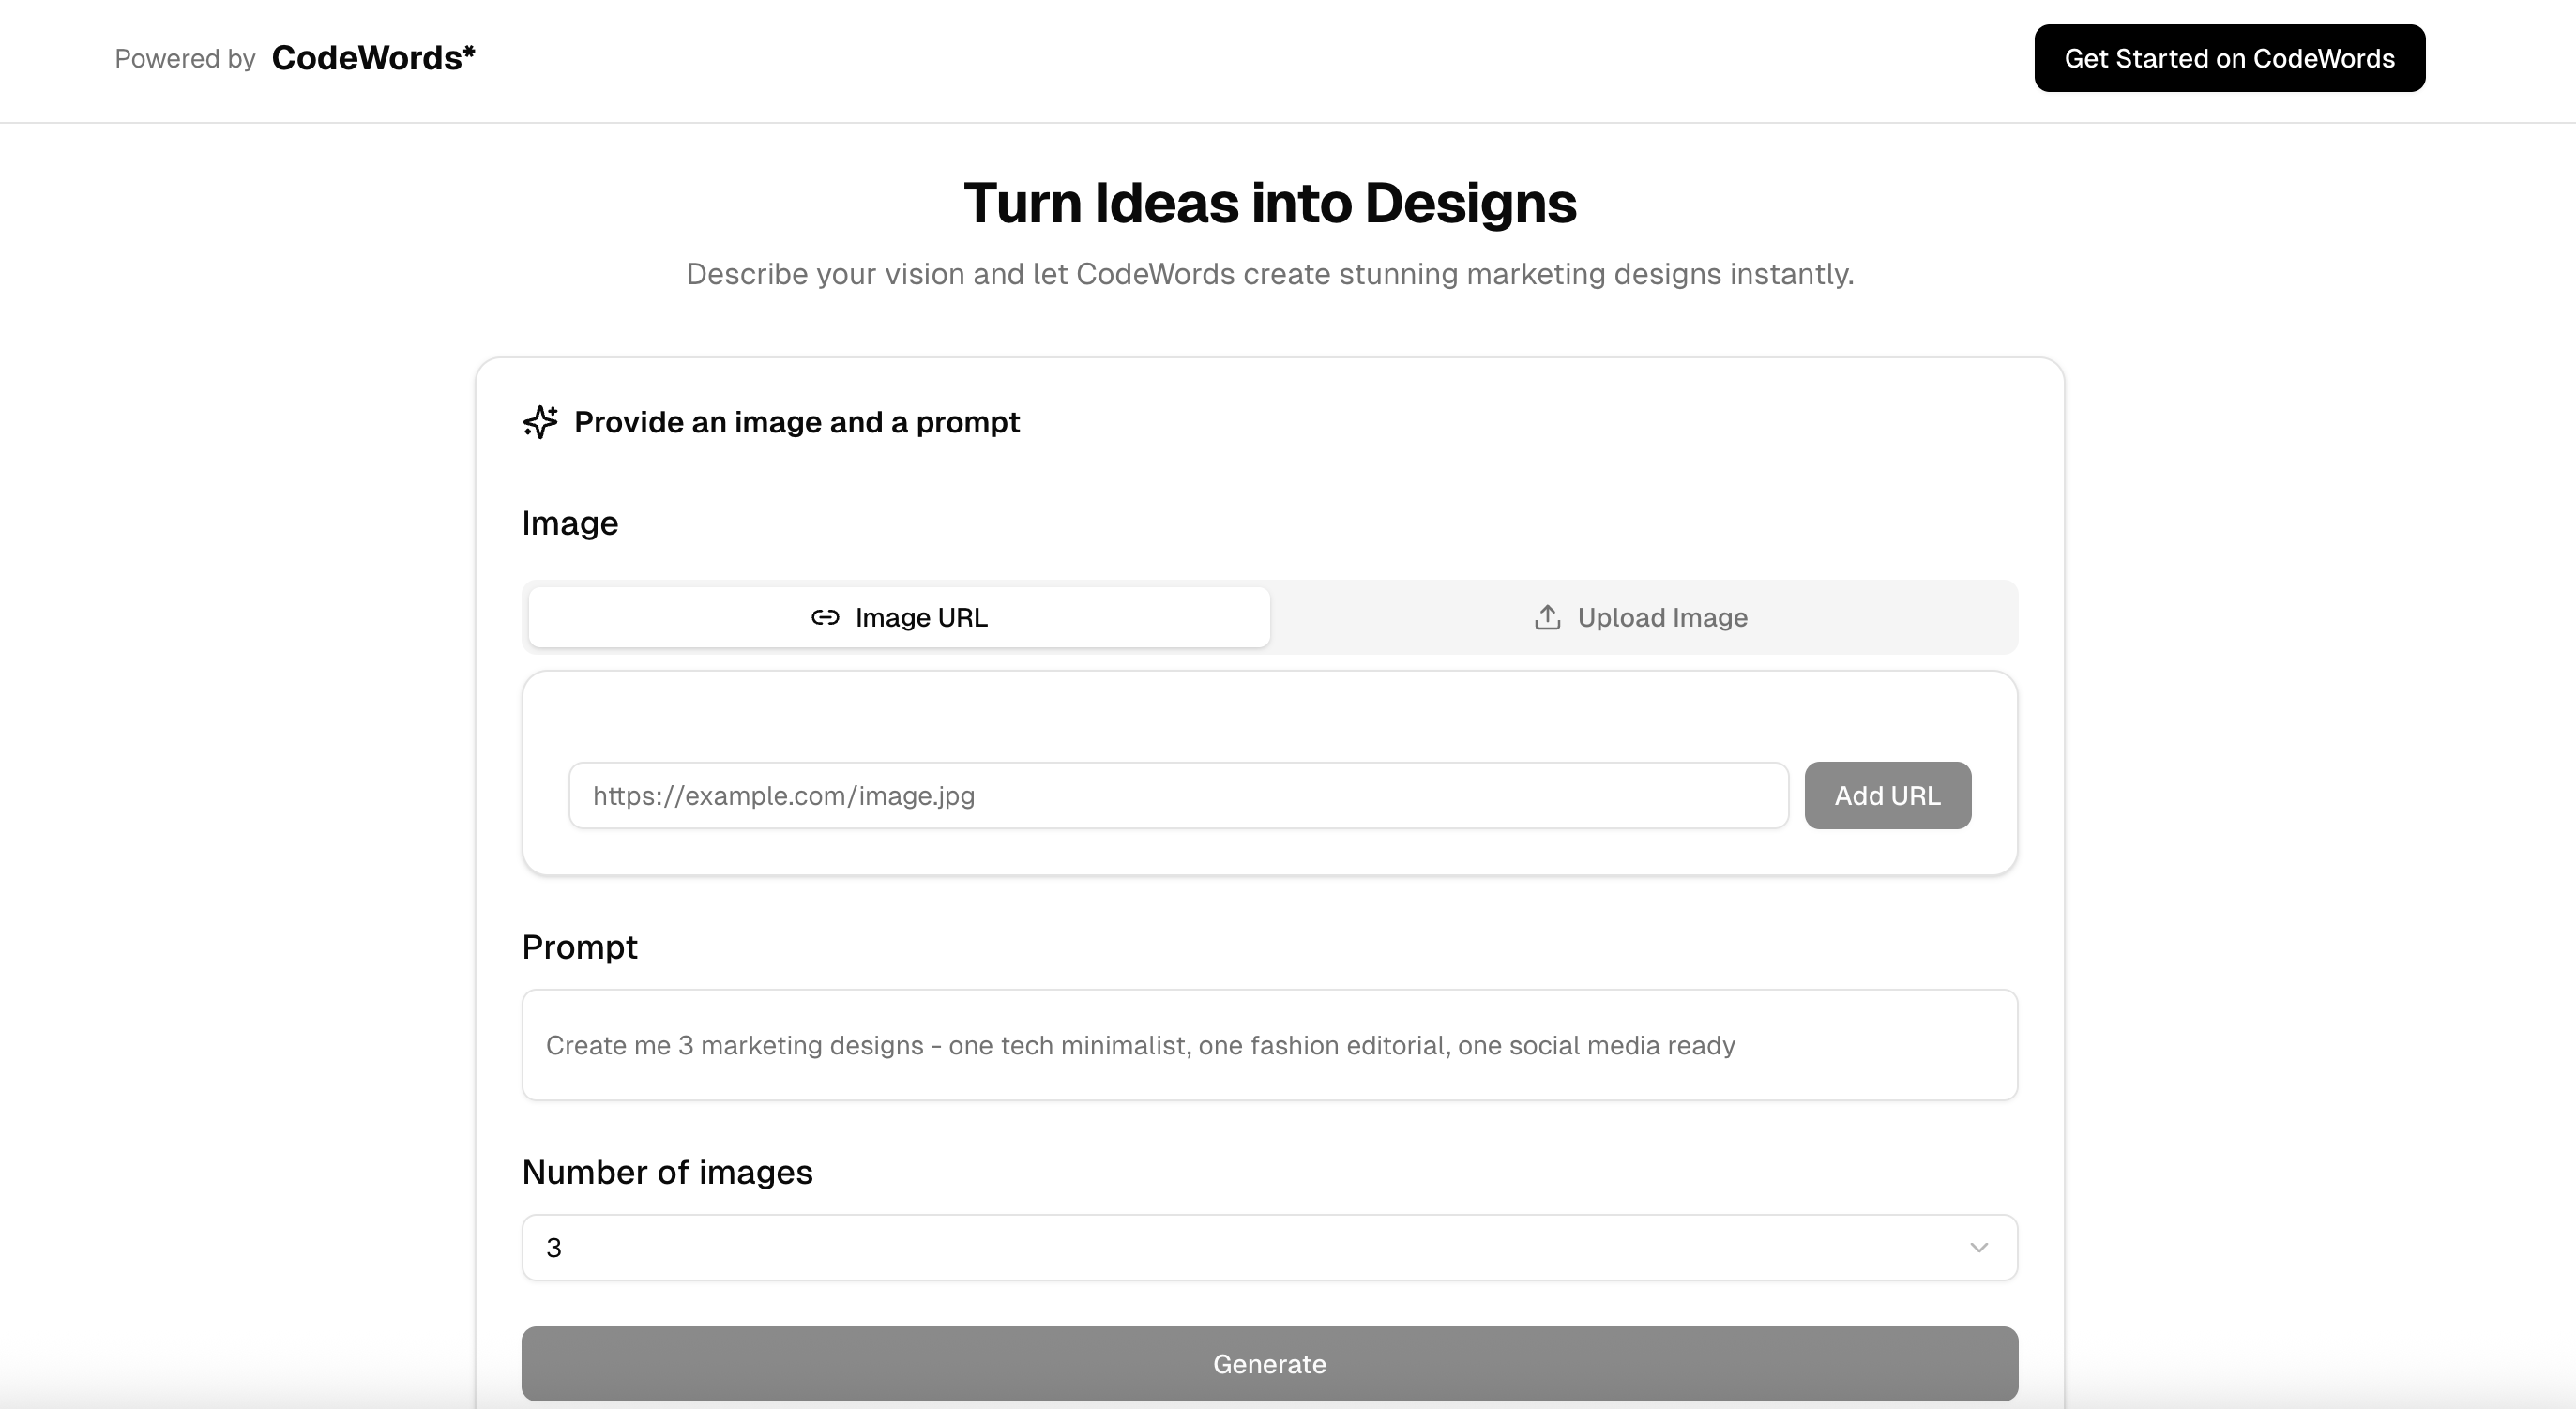 Powered by CodeWords*
Get Started on CodeWords
Turn Ideas into Designs
Describe your vision and let CodeWords create stunning marketing designs instantly.
Provide an image and a prompt
Image
Image URL
Upload Image
https://example.com/image.jpg
Add URL
Prompt
Create me 3 marketing designs - one tech minimalist, one fashion editorial, one social media ready
Number of images
3
Generate